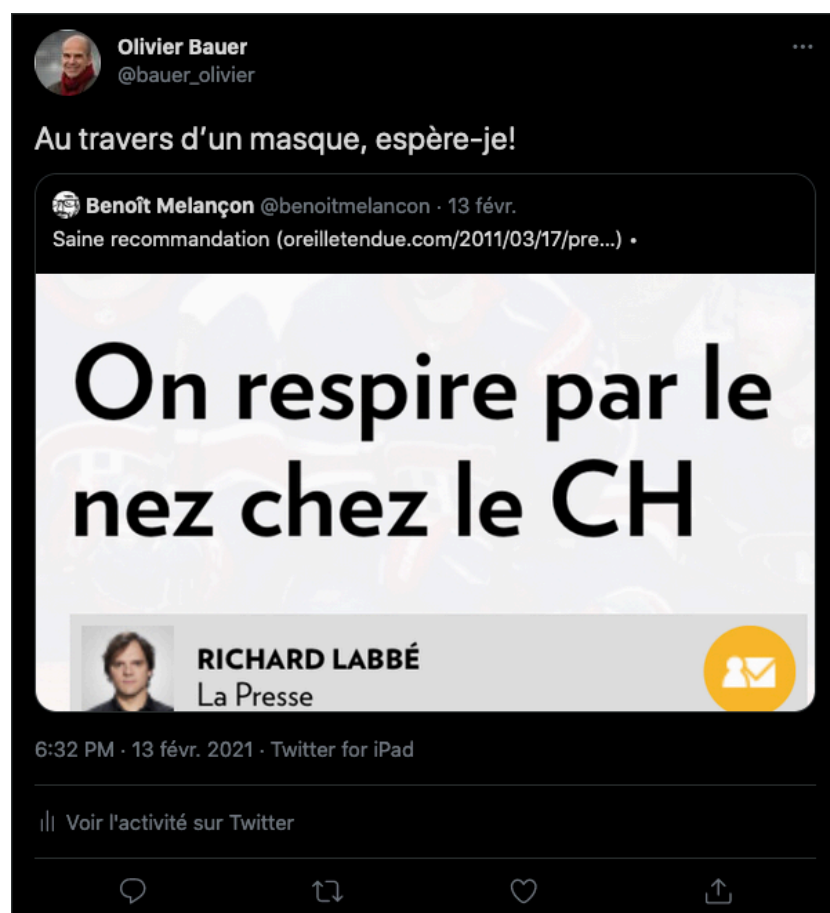 Olivier Bauer
@bauer_olivier
Au travers d'un masque, espère-je!
Benoît Melançon @benoitmelancon · 13 févr.
Saine recommandation (oreilletendue.com/2011/03/17/pre...) •
On respire par le
nez chez le CH
RICHARD LABBÉ
La Presse
6:32 PM · 13 févr. 2021 · Twitter for iPad
Voir l'activité sur Twitter